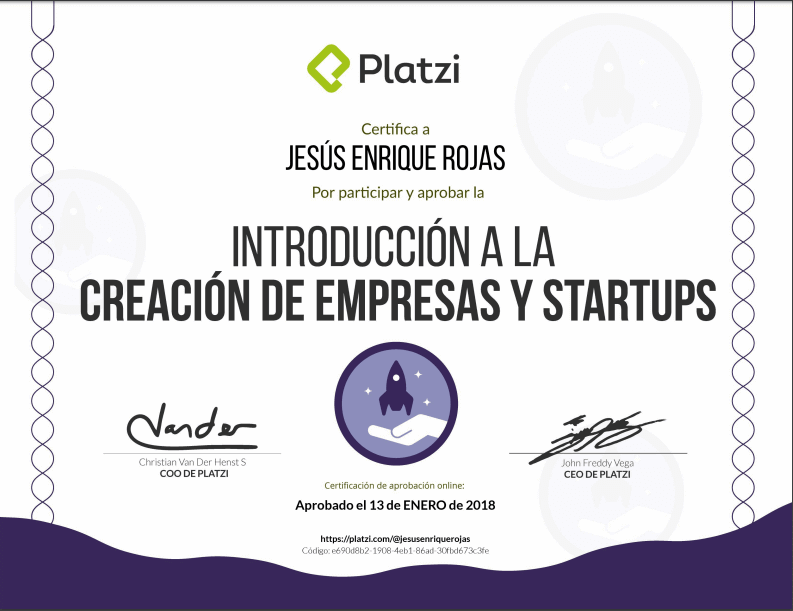 Platzi
Certifica a
JESÚS ENRIQUE ROJAS
Por participar y aprobar la
INTRODUCCIÓN A LA
CREACIÓN DE EMPRESAS Y STARTUPS
Vander
Christian Van Der Henst S
COO DE PLATZI
John Freddy Vega
CEO DE PLATZI
Certificación de aprobación online:
Aprobado el 13 de ENERO de 2018
https://platzi.com/@jesusenriquerojas
Código: e690d8b2-1908-4eb1-86ad-30fbd673c3fe